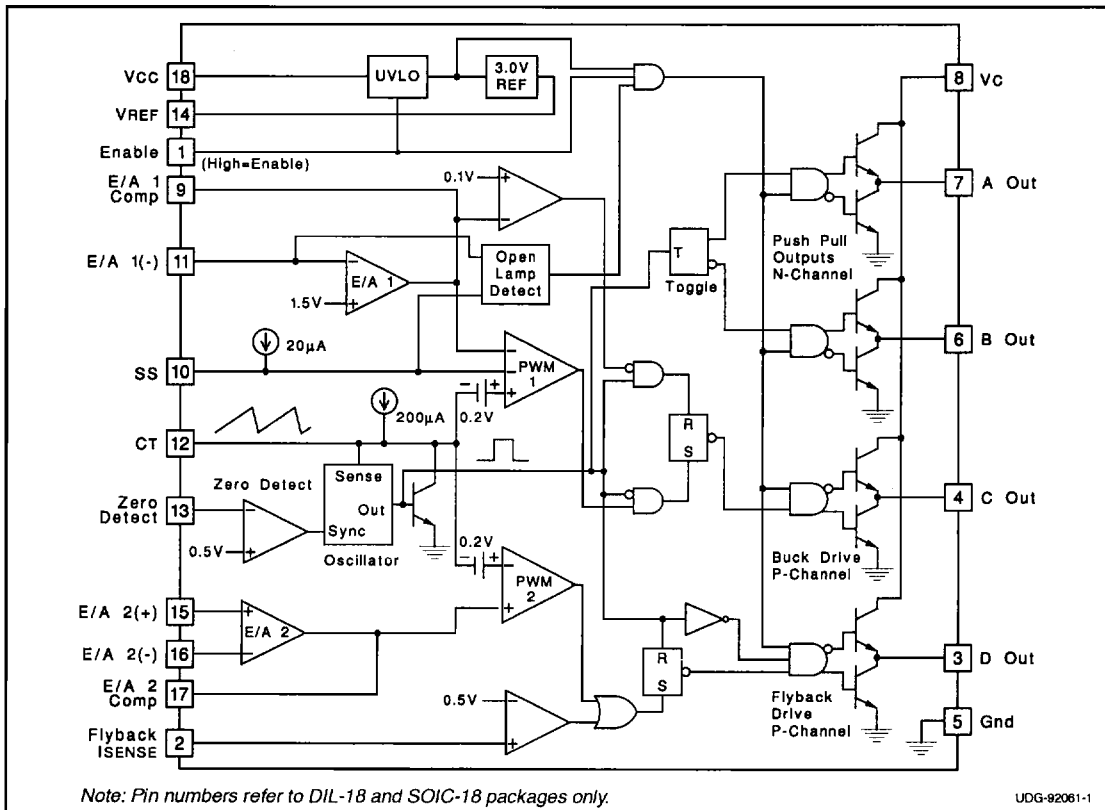 VCC 18
UVLO
3.0V
REF
8 VC
VREF 14
Enable 1
(High=Enable)
E/A 1
Comp 9
0.1V
+
−
7 A Out
Push Pull
Outputs
N-Channel
E/A 1(-) 11
−
E/A 1
1.5V
+
Open
Lamp
Detect
T
Toggle
20μA
6 B Out
SS 10
−
−
PWM
1
+
− +
0.2V
200μA
CT 12
R
S
Sense
Out
Sync
Oscillator
Zero Detect
Zero
Detect 13
−
0.5V
+
4 C Out
Buck Drive
P-Channel
0.2V
− +
−
PWM
2
+
E/A 2(+) 15
+
E/A 2
−
E/A 2(-) 16
E/A 2
Comp 17
R
S
3 D Out
Flyback
Drive
P-Channel
0.5V
−
+
5 Gnd
Flyback
ISENSE 2
Note: Pin numbers refer to DIL-18 and SOIC-18 packages only.
UDG-92061-1